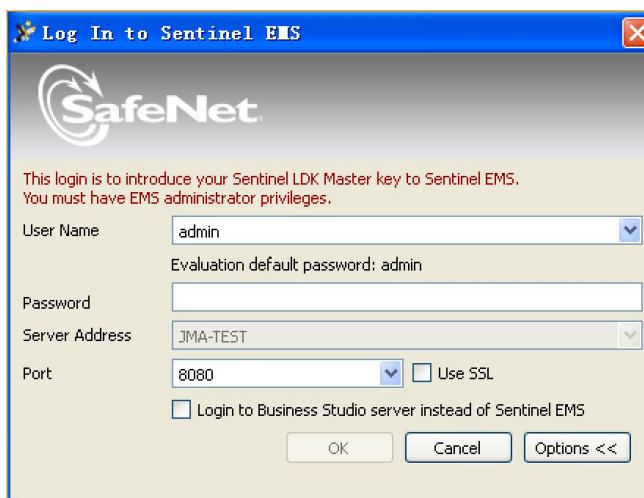 Log In to Sentinel EMS
SafeNet.
This login is to introduce your Sentinel LDK Master key to Sentinel EMS.
You must have EMS administrator privileges.
User Name admin
Evaluation default password: admin
Password
Server Address JMA-TEST
Port 8080 Use SSL
Login to Business Studio server instead of Sentinel EMS
OK Cancel Options <<